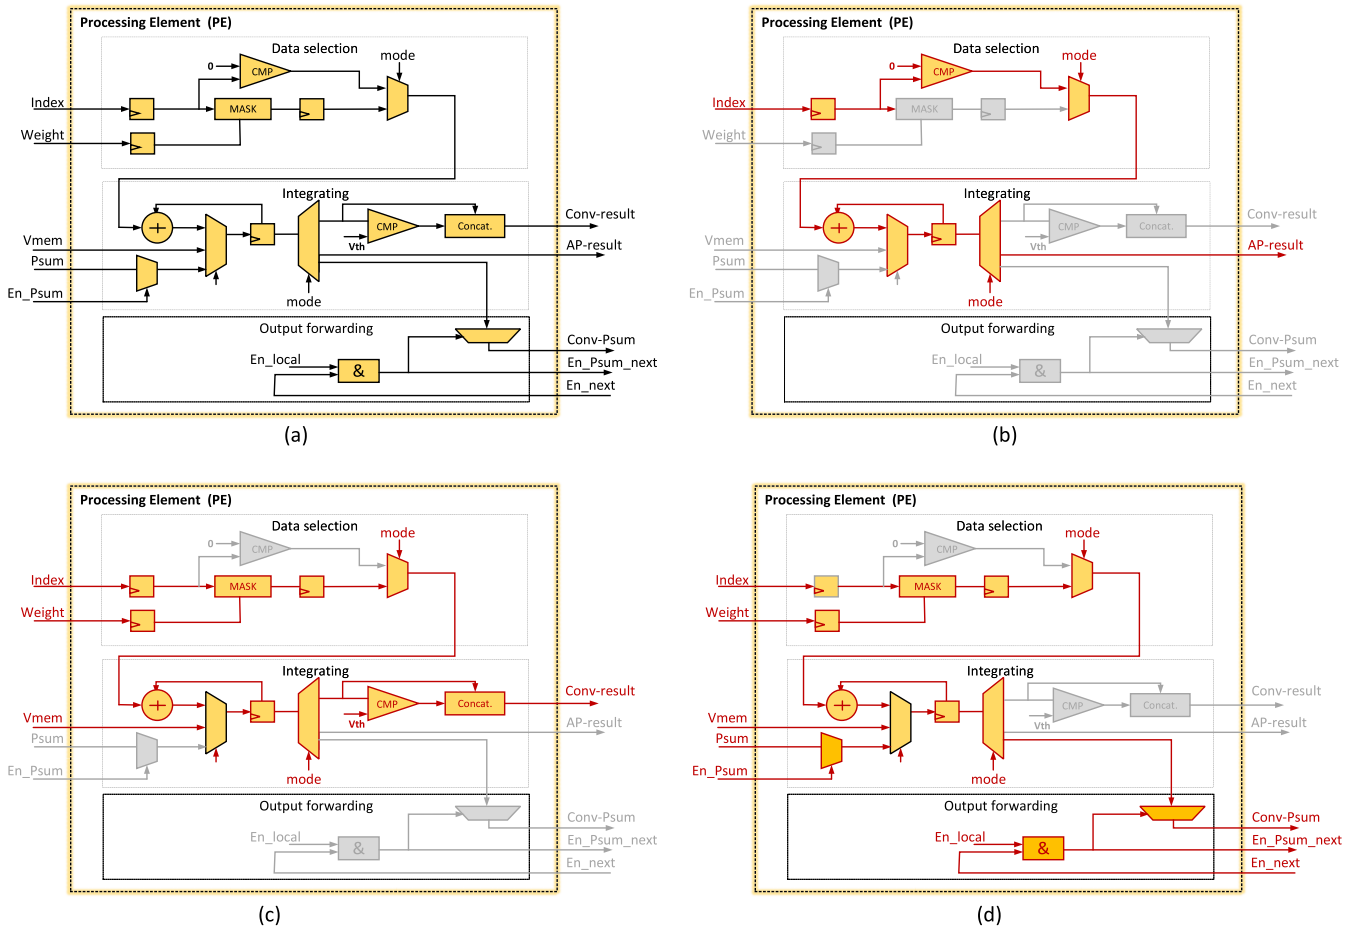 Processing Element (PE)
Data selection
mode
0
CMP
Index
MASK
Weight
Integrating
Conv-result
CMP
Concat.
Vmem
Vth
AP-result
Psum
En_Psum
mode
Output forwarding
Conv-Psum
En_local
En_Psum_next
&
En_next
(a)
Processing Element (PE)
Data selection
mode
0
CMP
Index
MASK
Weight
Integrating
Conv-result
CMP
Concat.
Vmem
Vth
AP-result
Psum
En_Psum
mode
Output forwarding
Conv-Psum
En_local
En_Psum_next
&
En_next
(b)
Processing Element (PE)
Data selection
mode
0
CMP
Index
MASK
Weight
Integrating
Conv-result
CMP
Concat.
Vmem
Vth
AP-result
Psum
En_Psum
mode
Output forwarding
Conv-Psum
En_local
En_Psum_next
&
En_next
(c)
Processing Element (PE)
Data selection
mode
0
CMP
Index
MASK
Weight
Integrating
Conv-result
CMP
Concat.
Vmem
Vth
AP-result
Psum
En_Psum
mode
Output forwarding
Conv-Psum
En_local
En_Psum_next
&
En_next
(d)